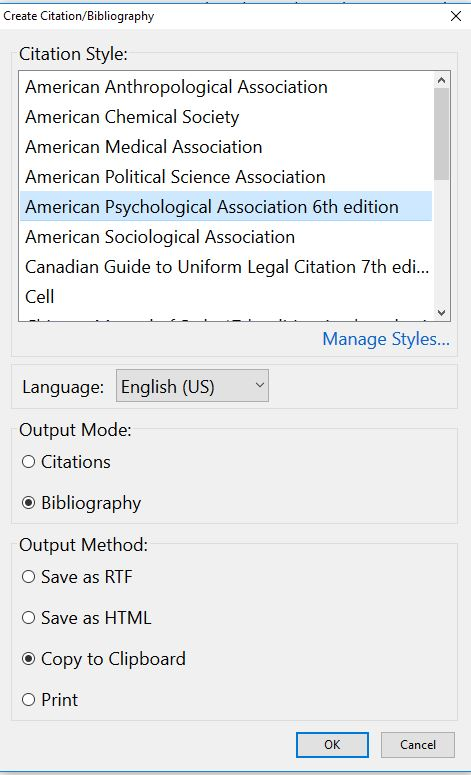 Create Citation/Bibliography
Citation Style:
American Anthropological Association
American Chemical Society
American Medical Association
American Political Science Association
American Psychological Association 6th edition
American Sociological Association
Canadian Guide to Uniform Legal Citation 7th edi...
Cell
Manage Styles...
Language: English (US)
Output Mode:
Citations
Bibliography
Output Method:
Save as RTF
Save as HTML
Copy to Clipboard
Print
OK Cancel